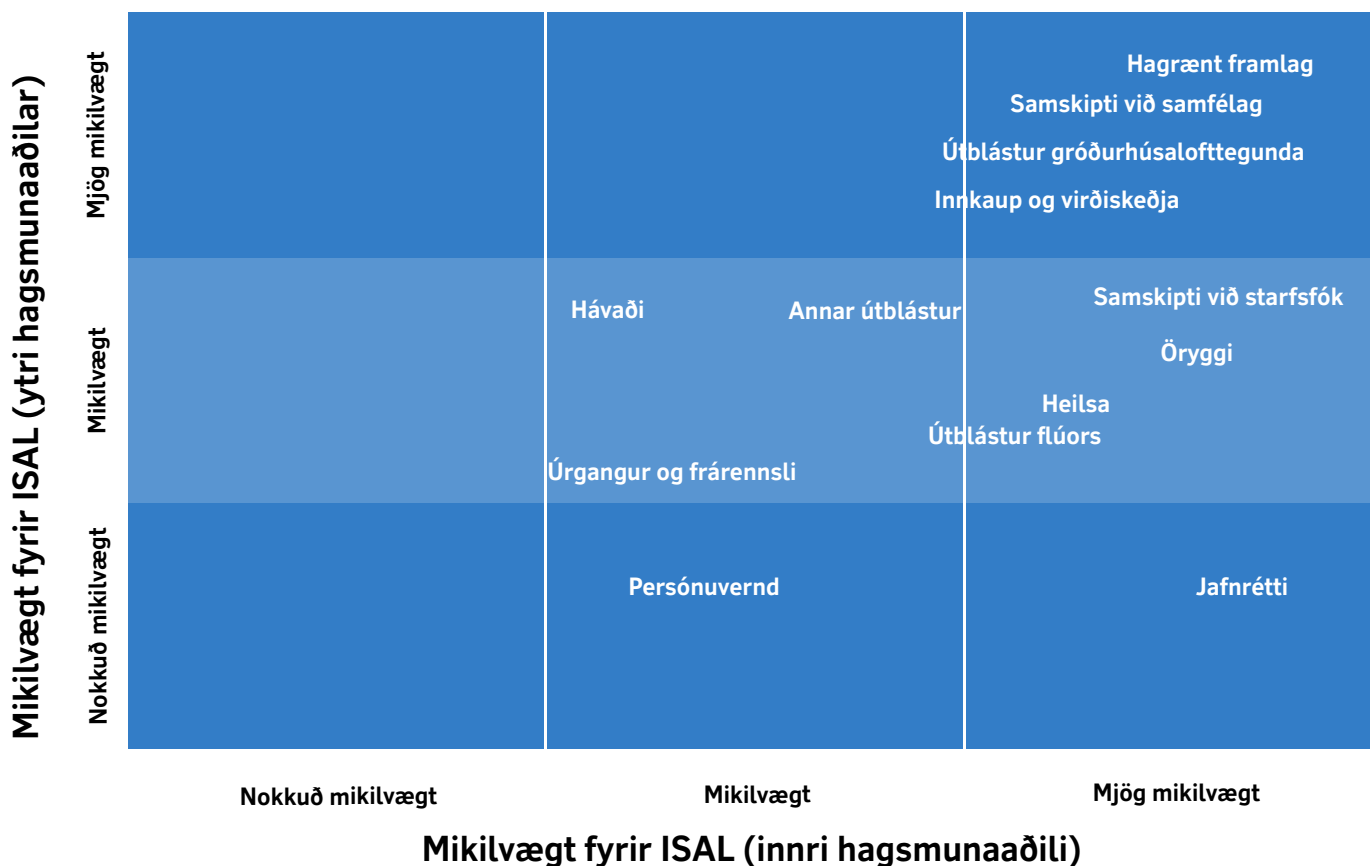 Mikilvægt fyrir ISAL (ytri hagsmunaaðilar)
Mjög mikilvægt
Hagrænt framlag
Samskipti við samfélag
Útblástur gróðurhúsalofttegunda
Innkaup og virðiskeðja
Mikilvægt
Hávaði
Annar útblástur
Samskipti við starfsfók
Öryggi
Heilsa
Útblástur flúors
Úrgangur og frárennsli
Nokkuð mikilvægt
Persónuvernd
Jafnrétti
Nokkuð mikilvægt
Mikilvægt
Mjög mikilvægt
Mikilvægt fyrir ISAL (innri hagsmunaaðili)